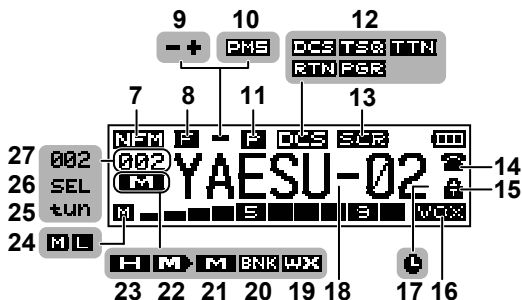 9 10 12
- + PMS DCS TSQ TTN
RTN PGR
7 8 11 13
NFM F - P DCS SCR
27 002 002 YAESU-02 14
26 SEL M 15
25 tun
24 M L M S 9 VOX
H M M BNK WX
23 22 21 20 19 18 17 16